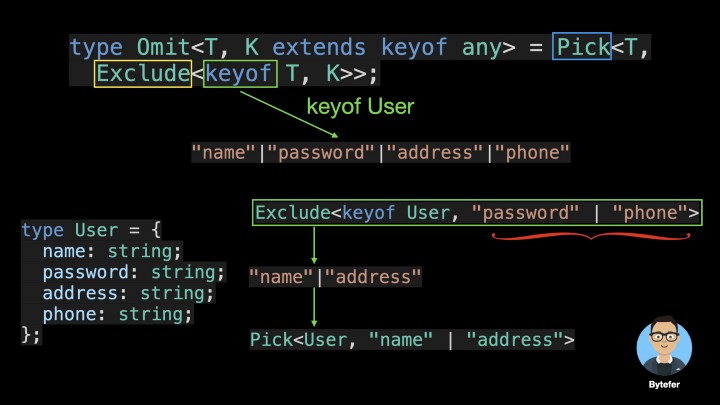 type Omit<T, K extends keyof any> = Pick<T,
Exclude<keyof T, K>>;
keyof User
"name"|"password"|"address"|"phone"
type User = {
name: string;
password: string;
address: string;
phone: string;
};
Exclude<keyof User, "password" | "phone">
"name"|"address"
Pick<User, "name" | "address">
Bytefer